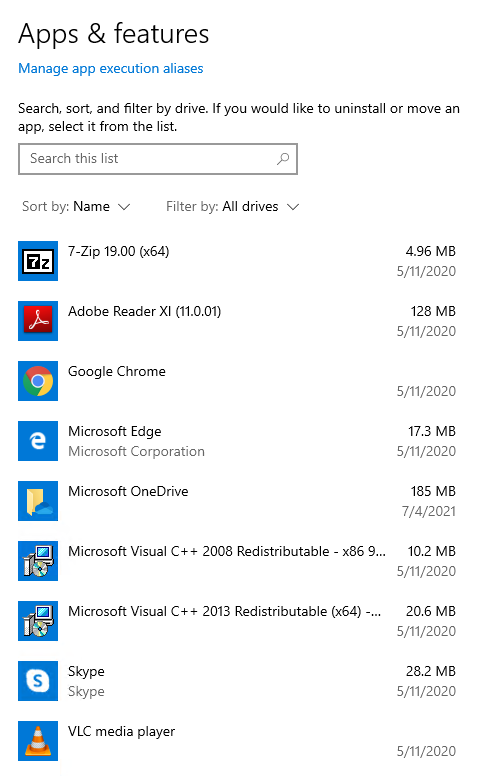 Apps & features
Manage app execution aliases
Search, sort, and filter by drive. If you would like to uninstall or move an
app, select it from the list.
Search this list
Sort by: Name Filter by: All drives
7z
7-Zip 19.00 (x64) 4.96 MB
5/11/2020
Adobe Reader XI (11.0.01) 128 MB
5/11/2020
Google Chrome
5/11/2020
Microsoft Edge 17.3 MB
Microsoft Corporation 5/11/2020
Microsoft OneDrive 185 MB
7/4/2021
Microsoft Visual C++ 2008 Redistributable - x86 9... 10.2 MB
5/11/2020
Microsoft Visual C++ 2013 Redistributable (x64) -... 20.6 MB
5/11/2020
Skype 28.2 MB
Skype 5/11/2020
VLC media player
5/11/2020